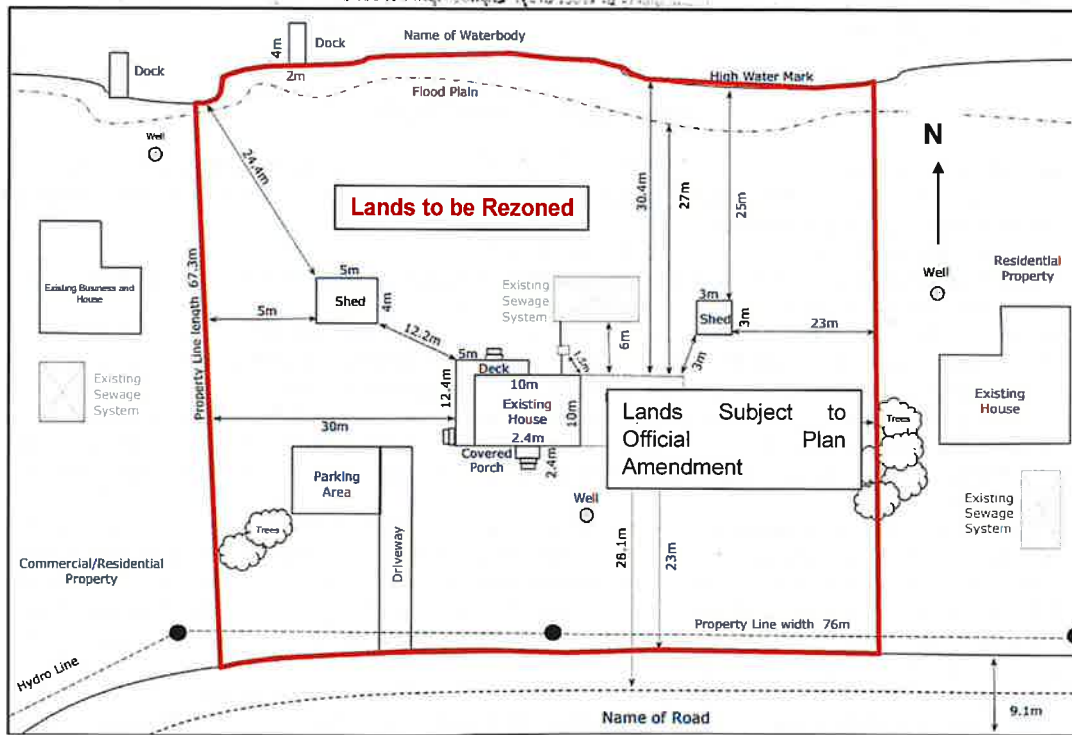 Name of Waterbody
Dock
4m
2m
Dock
High Water Mark
Flood Plain
Well
24.4m
30.4m
27m
25m
N
Lands to be Rezoned
Residential
Property
Well
Existing Business and
House
Property Line length 67.3m
5m
Shed
4m
5m
Existing
Sewage
System
3m
Shed
3m
23m
12.2m
6m
3m
1.5m
Existing
Sewage
System
5m
Deck
12.4m
10m
Existing
House
10m
2.4m
30m
Covered
Porch
2.4m
Lands Subject to
Official Plan
Amendment
Trees
Existing
House
Parking
Area
Well
Trees
Driveway
28.1m
23m
Existing
Sewage
System
Commercial/Residential
Property
Property Line width 76m
Hydro Line
Name of Road
9.1m